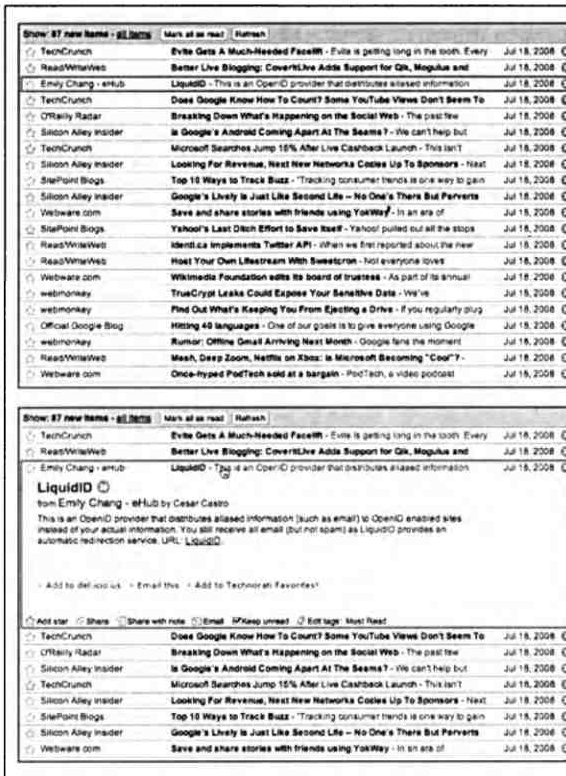 Show: 87 new items - all items Mark all as read Refresh
TechCrunch Evite Gets A Much-Needed Facelift - Evite is getting long in the tooth. Every Jul 18, 2008
Read/WriteWeb Better Live Blogging: CoveritLive Adds Support for Qik, Mogulus and Jul 18, 2008
Emily Chang - eHub LiquidID - This is an OpenID provider that distributes aliased information Jul 18, 2008
TechCrunch Does Google Know How To Count? Some YouTube Views Don't Seem To Jul 18, 2008
O'Reilly Radar Breaking Down What's Happening on the Social Web - The past few Jul 18, 2008
Silicon Alley Insider Is Google's Android Coming Apart At The Seams? - We can't help but Jul 18, 2008
TechCrunch Microsoft Searches Jump 15% After Live Cashback Launch - This isn't Jul 18, 2008
Silicon Alley Insider Looking For Revenue, Next New Networks Cosies Up To Sponsors - Next Jul 18, 2008
SitePoint Blogs Top 10 Ways to Track Buzz - "Tracking consumer trends is one way to gain Jul 18, 2008
Silicon Alley Insider Google's Lively Is Just Like Second Life -- No One's There But Perverts Jul 18, 2008
Webware.com Save and share stories with friends using YokWay - In an era of Jul 18, 2008
SitePoint Blogs Yahoo!'s Last Ditch Effort to Save Itself - Yahoo! pulled out all the stops Jul 18, 2008
Read/WriteWeb Identi.ca Implements Twitter API - When we first reported about the new Jul 18, 2008
Read/WriteWeb Host Your Own Lifestream With Sweetcron - Not everyone loves Jul 18, 2008
Webware.com Wikimedia Foundation edits its board of trustees - As part of its annual Jul 18, 2008
webmonkey TrueCrypt Leaks Could Expose Your Sensitive Data - We've Jul 18, 2008
webmonkey Find Out What's Keeping You From Ejecting a Drive - If you regularly plug Jul 18, 2008
Official Google Blog Hitting 40 languages - One of our goals is to give everyone using Google Jul 18, 2008
webmonkey Rumor: Offline Gmail Arriving Next Month - Google fans the moment Jul 18, 2008
Read/WriteWeb Mesh, Deep Zoom, Netflix on Xbox: Is Microsoft Becoming "Cool"? - Jul 18, 2008
Webware.com Once-hyped PodTech sold at a bargain - PodTech, a video podcast Jul 18, 2008
Show: 87 new items - all items Mark all as read Refresh
TechCrunch Evite Gets A Much-Needed Facelift - Evite is getting long in the tooth. Every Jul 18, 2008
Read/WriteWeb Better Live Blogging: CoveritLive Adds Support for Qik, Mogulus and Jul 18, 2008
Emily Chang - eHub LiquidID - This is an OpenID provider that distributes aliased information Jul 18, 2008
LiquidID
from Emily Chang - eHub by Cesar Castro
This is an OpenID provider that distributes aliased information (such as email) to OpenID enabled sites
instead of your actual information. You still receive all email (but not spam) as LiquidID provides an
automatic redirection service. URL: LiquidID.
Add to del.icio.us Email this Add to Technorati Favorites!
Add star Share Share with note Email Keep unread Edit tags: Must Read
TechCrunch Does Google Know How To Count? Some YouTube Views Don't Seem To Jul 18, 2008
O'Reilly Radar Breaking Down What's Happening on the Social Web - The past few Jul 18, 2008
Silicon Alley Insider Is Google's Android Coming Apart At The Seams? - We can't help but Jul 18, 2008
TechCrunch Microsoft Searches Jump 15% After Live Cashback Launch - This isn't Jul 18, 2008
Silicon Alley Insider Looking For Revenue, Next New Networks Cosies Up To Sponsors - Next Jul 18, 2008
SitePoint Blogs Top 10 Ways to Track Buzz - "Tracking consumer trends is one way to gain Jul 18, 2008
Silicon Alley Insider Google's Lively Is Just Like Second Life -- No One's There But Perverts Jul 18, 2008
Webware.com Save and share stories with friends using YokWay - In an era of Jul 18, 2008